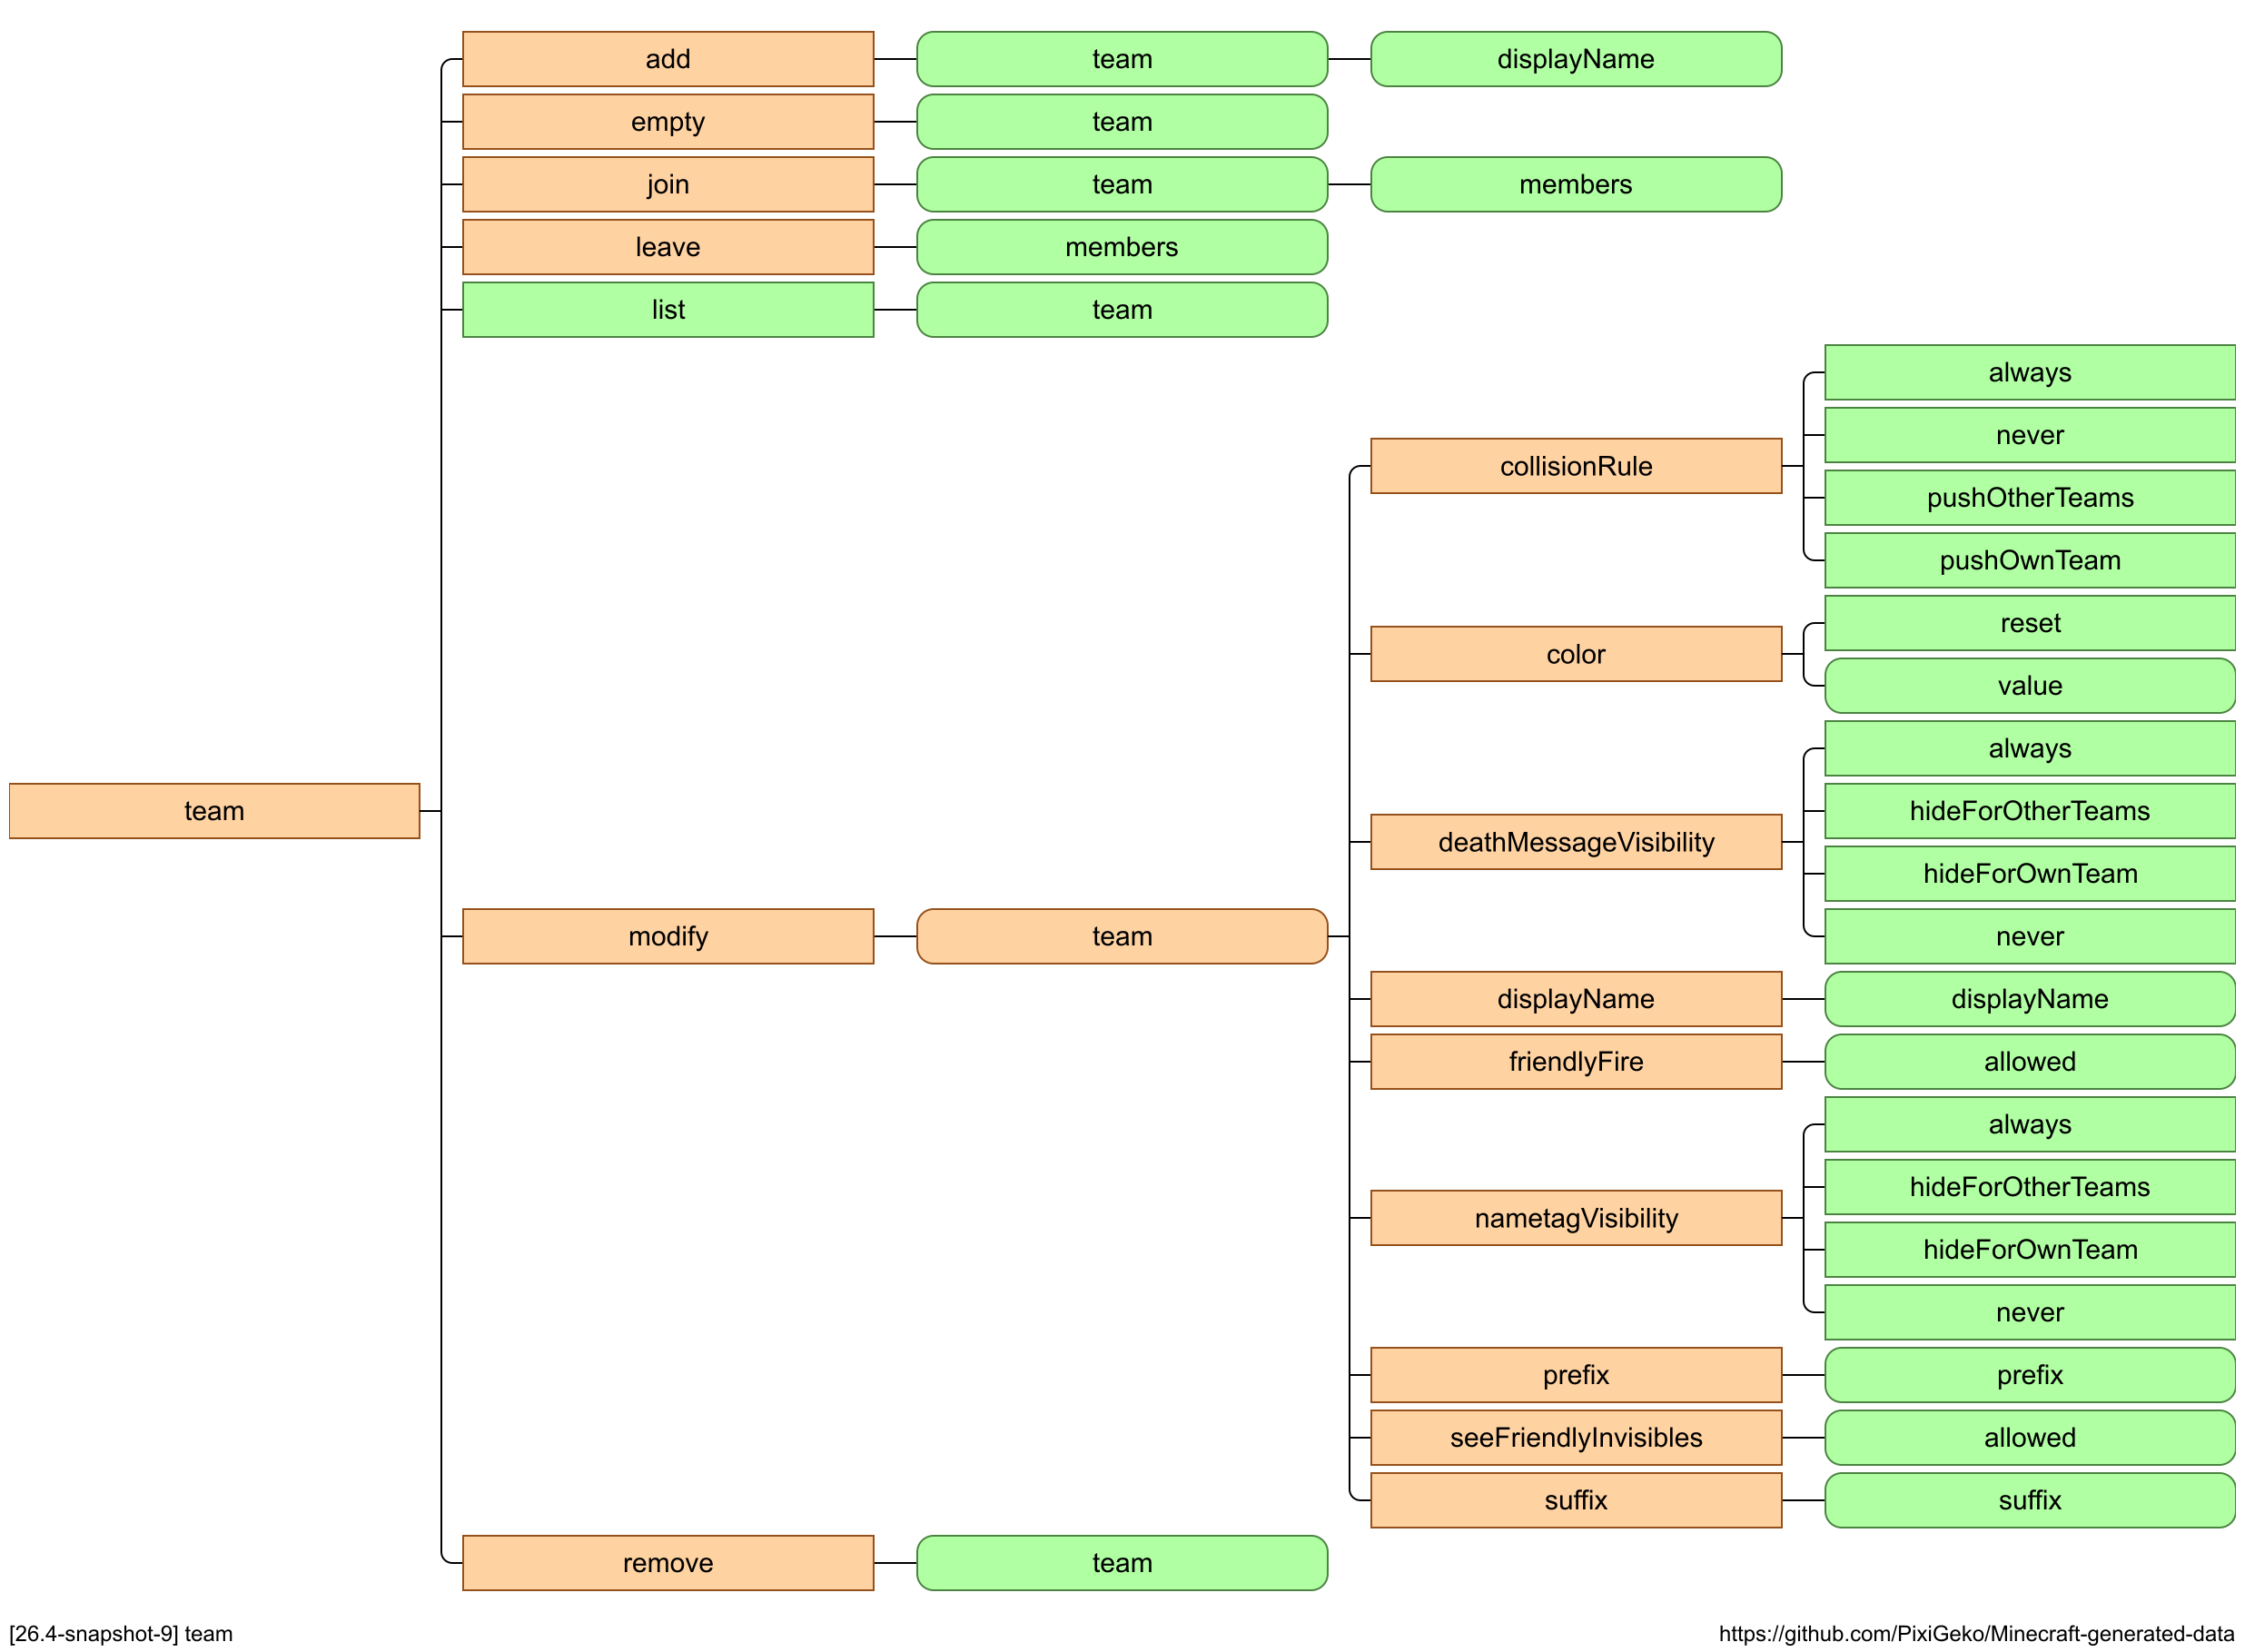 add
team
displayName
empty
team
join
team
members
leave
members
list
team
always
never
collisionRule
pushOtherTeams
pushOwnTeam
reset
color
value
always
team
hideForOtherTeams
deathMessageVisibility
hideForOwnTeam
modify
team
never
displayName
displayName
friendlyFire
allowed
always
hideForOtherTeams
nametagVisibility
hideForOwnTeam
never
prefix
prefix
seeFriendlyInvisibles
allowed
suffix
suffix
remove
team
[26.4-snapshot-9] team
https://github.com/PixiGeko/Minecraft-generated-data